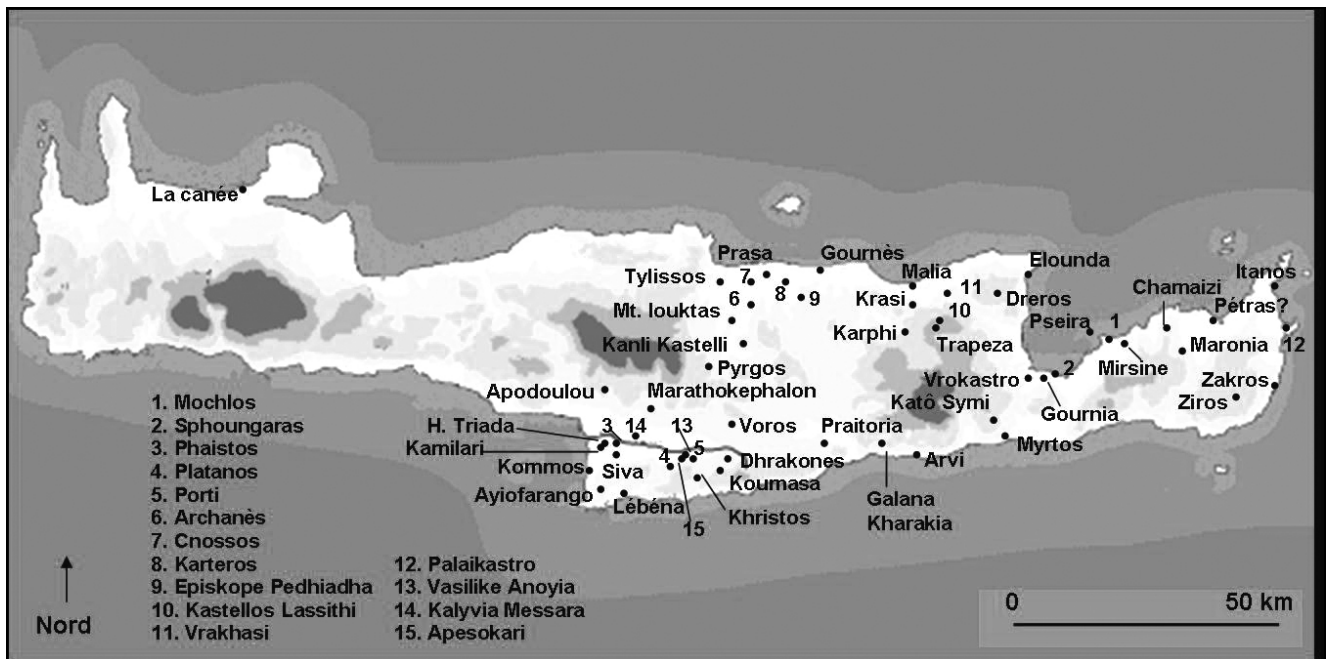 La canée
Prasa
Gournès
Elounda
Itanos
Tylissos
7
Malia
11
Chamaizi
8
9
Krasi
Dreros
Pétras?
6
Mt. Iouktas
10
Pseira
1
12
Karphi
Trapeza
Mirsine
Maronia
Kanli Kastelli
Pyrgos
Vrokastro
2
Zakros
Apodoulou
Marathokephalon
Katô Symi
Gournia
Ziros
H. Triada
3
14
13
Voros
Praitoria
Myrtos
Kamilari
5
Kommos
Siva
4
Dhrakones
Arvi
Koumasa
Ayiofarango
Lébéna
15
Khristos
Galana
Kharakia
1. Mochlos
2. Sphoungaras
3. Phaistos
4. Platanos
5. Porti
6. Archanès
7. Cnossos
8. Karteros
9. Episkope Pedhiadha
10. Kastellos Lassithi
11. Vrakhasi
12. Palaikastro
13. Vasilike Anoyia
14. Kalyvia Messara
15. Apesokari
Nord
0 50 km